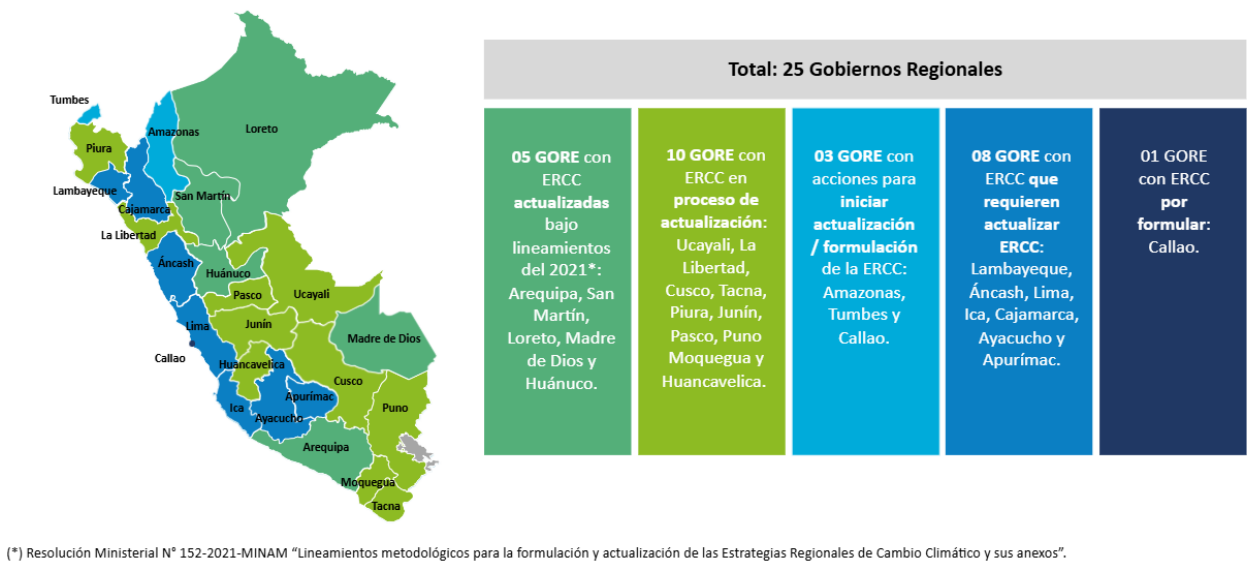 Total: 25 Gobiernos Regionales
Tumbes
Piura
Lambayeque
Amazonas
Loreto
Cajamarca
San Martín
La Libertad
Áncash
Huánuco
Pasco
Ucayali
Lima
Junín
Callao
Madre de Dios
Huancavelica
Cusco
Ica
Ayacucho
Apurímac
Puno
Arequipa
Moquegua
Tacna
05 GORE con
ERCC
actualizadas
bajo
lineamientos
del 2021*:
Arequipa, San
Martín,
Loreto, Madre
de Dios y
Huánuco.
10 GORE con
ERCC en
proceso de
actualización:
Ucayali, La
Libertad,
Cusco, Tacna,
Piura, Junín,
Pasco, Puno
Moquegua y
Huancavelica.
03 GORE con
acciones para
iniciar
actualización
/ formulación
de la ERCC:
Amazonas,
Tumbes y
Callao.
08 GORE con
ERCC que
requieren
actualizar
ERCC:
Lambayeque,
Áncash, Lima,
Ica, Cajamarca,
Ayacucho y
Apurímac.
01 GORE
con ERCC
por
formular:
Callao.
(*) Resolución Ministerial N° 152-2021-MINAM “Lineamientos metodológicos para la formulación y actualización de las Estrategias Regionales de Cambio Climático y sus anexos”.